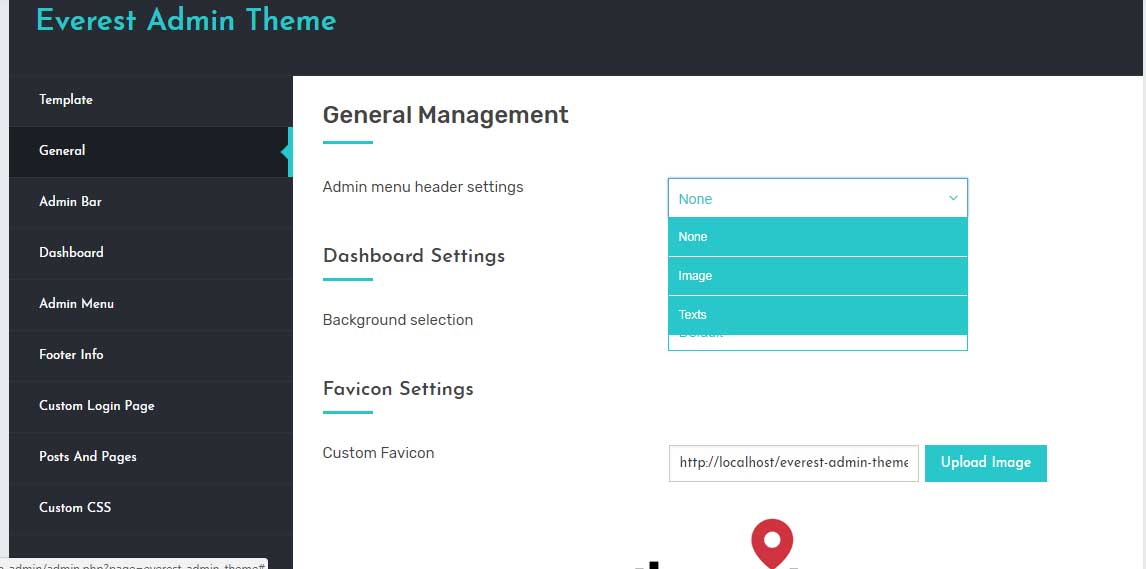 Everest Admin Theme
Template
General
Admin Bar
Dashboard
Admin Menu
Footer Info
Custom Login Page
Posts And Pages
Custom CSS
General Management
Admin menu header settings
None
None
Image
Texts
Dashboard Settings
Background selection
Default
Favicon Settings
Custom Favicon
http://localhost/everest-admin-theme
Upload Image
admin/admin.php?page=everest-admin-theme#